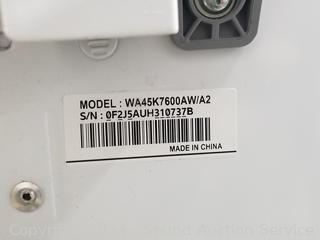 MODEL : WA45K7600AW/A2
S/N : 0F2J5AUH310737B
MADE IN CHINA